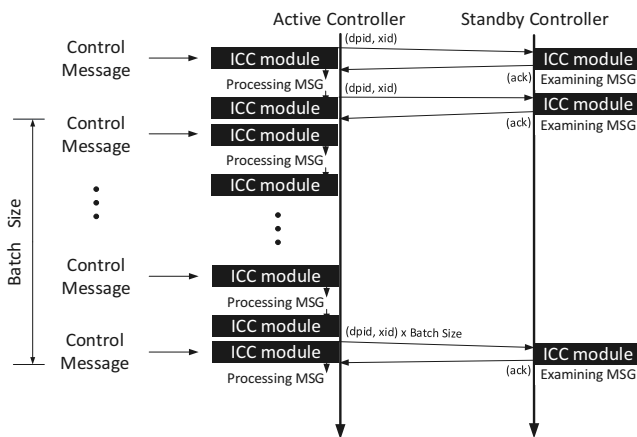 Active Controller
Standby Controller
Control
Message
ICC module
(dpid, xid)
ICC module
Processing MSG
(ack)
Examining MSG
ICC module
(dpid, xid)
ICC module
Control
Message
ICC module
(ack)
Examining MSG
Processing MSG
ICC module
Batch Size
Control
Message
ICC module
Processing MSG
ICC module
(dpid, xid) x Batch Size
Control
Message
ICC module
ICC module
Processing MSG
(ack)
Examining MSG